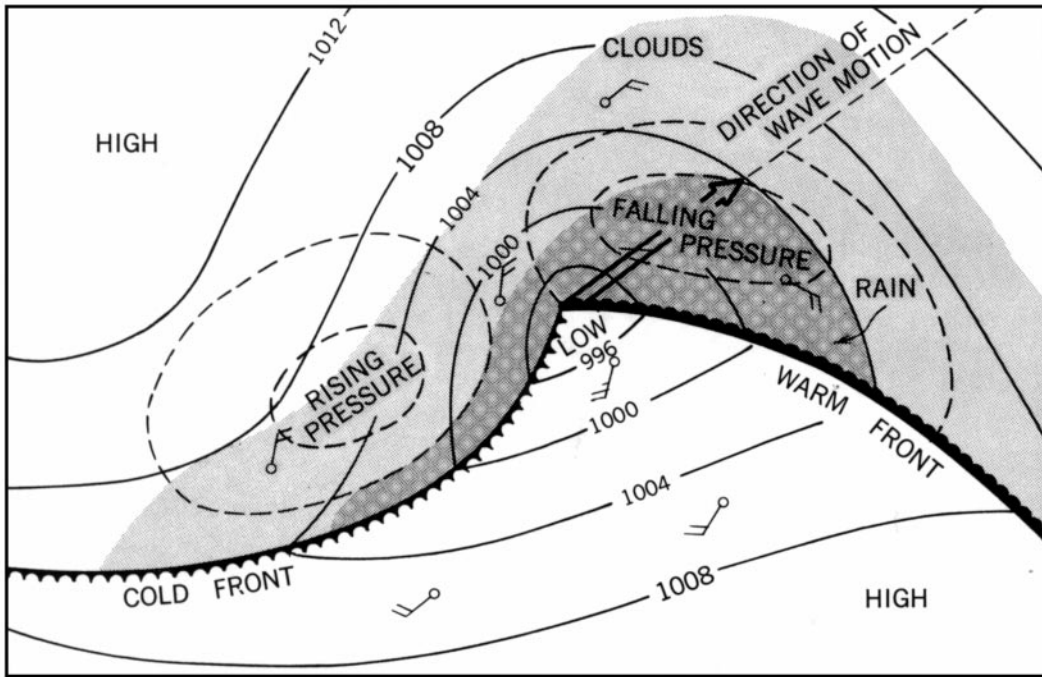 1012
CLOUDS
DIRECTION OF
WAVE MOTION
HIGH
1008
1004
FALLING
PRESSURE
1000
RAIN
LOW
996
RISING
PRESSURE
WARM FRONT
1000
1004
COLD FRONT
1008
HIGH